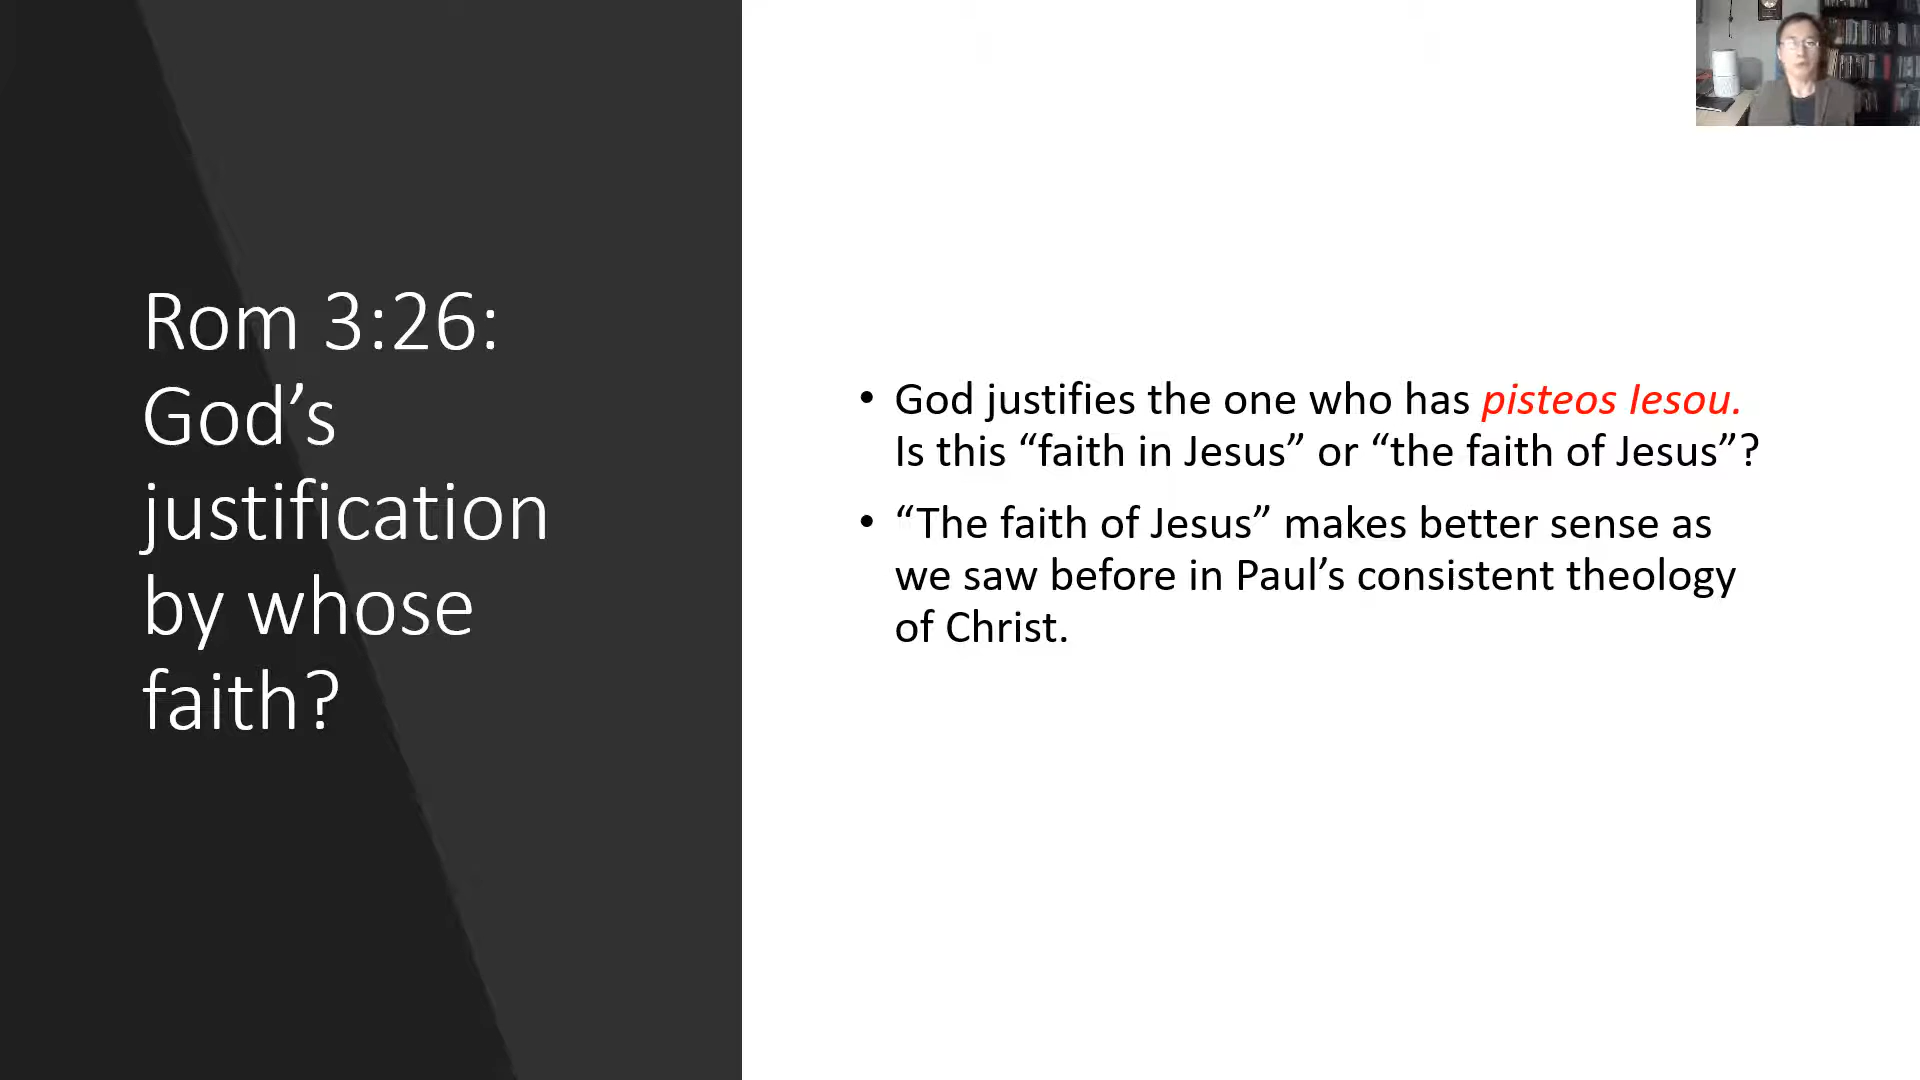 Rom 3:26:
God’s
justification
by whose
faith?
• God justifies the one who has pisteos Iesou.
Is this “faith in Jesus” or “the faith of Jesus”?
• “The faith of Jesus” makes better sense as
we saw before in Paul’s consistent theology
of Christ.